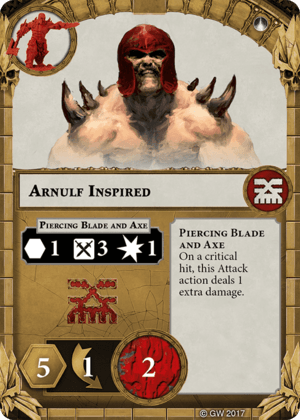 Arnulf Inspired
Piercing Blade and Axe
1 3 1
Piercing Blade
and Axe
On a critical
hit, this Attack
action deals 1
extra damage.
5 1 2
© GW 2017